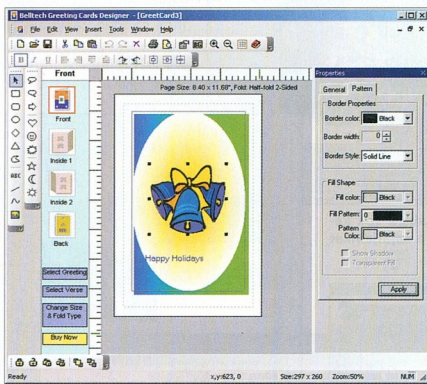 Belltech Greeting Cards Designer - [GreetCard3]
File Edit View Insert Tools Window Help
B I U
Front
Page Size: 8.40 x 11.68", Fold: Half-fold 2-Sided
Front
Inside 1
Inside 2
Back
ABC
Select Greeting
Select Verse
Change Size
& Fold Type
Buy Now
Happy Holidays
Properties
General Pattern
Border Properties
Border color: Black
Border width: 0
Border Style: Solid Line
Fill Shape
Fill color: Black
Fill Pattern: 0
Pattern
Color: Black
Show Shadow
Transparent Fill
Apply
Ready x,y:623, 0 Size:297 x 260 Zoom:50% NUM